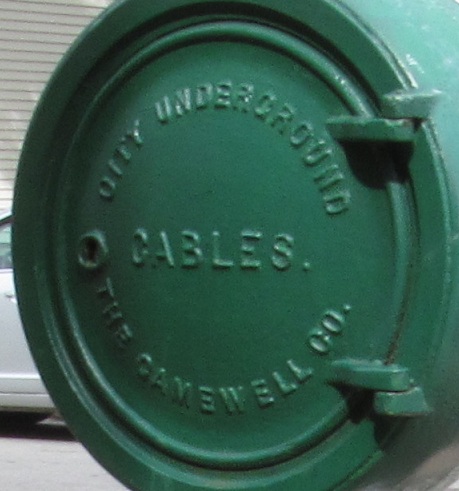 CITY UNDERGROUND
CABLES.
THE GAMEWELL CO.